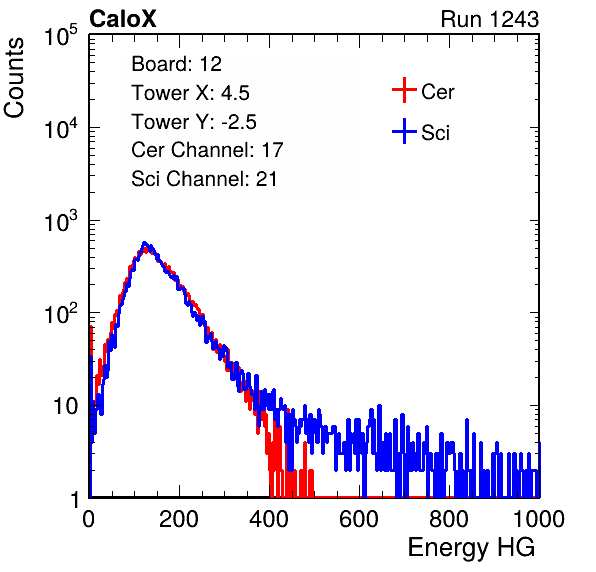 CaloX Run 1243
Counts
Board: 12
Tower X: 4.5
Tower Y: -2.5
Cer Channel: 17
Sci Channel: 21
Cer
Sci
10^5
10^4
10^3
10^2
10
1
0 200 400 600 800 1000
Energy HG